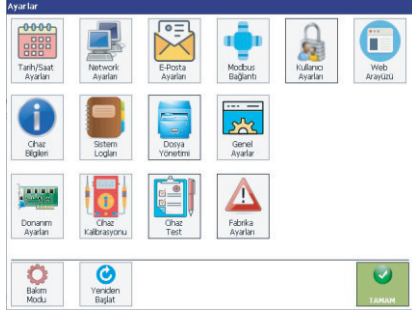 Ayarlar
Tarih/Saat
Ayarları
Network
Ayarları
E-Posta
Ayarları
Modbus
Bağlantı
Kullanıcı
Ayarları
Web
Arayüzü
Cihaz
Bilgileri
Sistem
Logları
Dosya
Yönetimi
Genel
Ayarlar
Donanım
Ayarları
Cihaz
Kalibrasyonu
Cihaz
Test
Fabrika
Ayarları
Bakım
Modu
Yeniden
Başlat
TAMAM